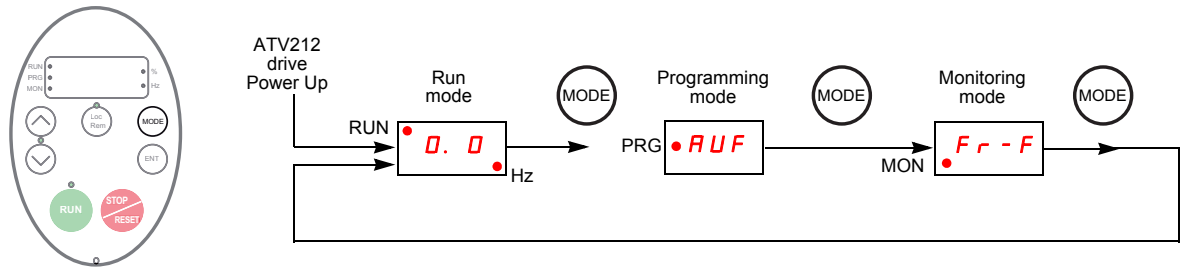 RUN
PRG
MON
%
Hz
Loc
Rem
MODE
ENT
RUN
STOP
RESET
ATV212
drive
Power Up
Run
mode
RUN
0. 0
Hz
MODE
Programming
mode
PRG
AUF
MODE
Monitoring
mode
MON
Fr-F
MODE